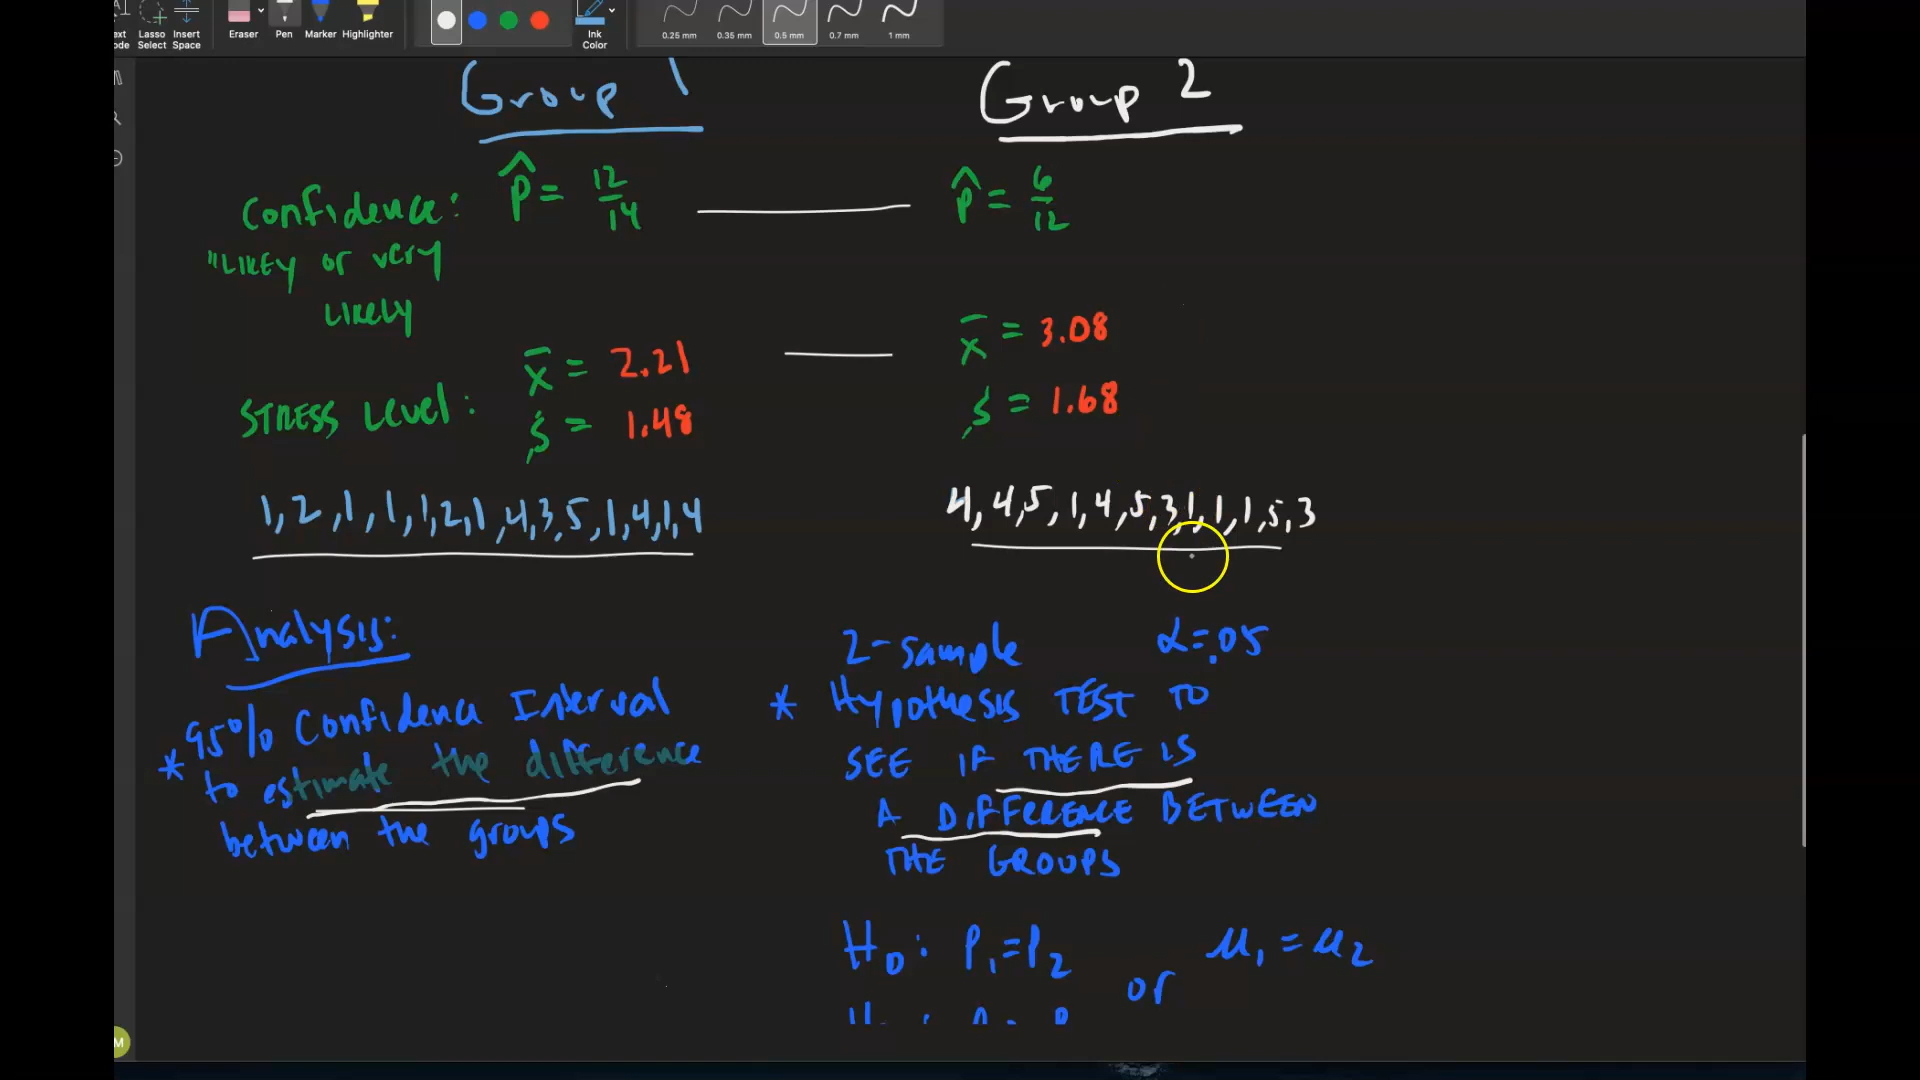 Lasso Select
Insert Space
Eraser
Pen
Marker
Highlighter
Ink Color
0.25 mm
0.35 mm
0.5 mm
0.7 mm
1 mm
Group 1
Group 2
Confidence:
p̂ = 12/14
p̂ = 6/12
"LIKEy or very
Likely
x̄ = 3.08
x̄ = 2.21
s = 1.68
STRESS Level:
s = 1.48
1,2,1,1,1,2,1,4,3,5,1,4,1,4
4,4,5,1,4,5,3,1,1,1,5,3
Analysis:
* 95% Confidence Interval
to estimate the difference
between the groups
2-sample α=.05
* Hypothesis TEST TO
SEE IF THERE IS
A DIFFERENCE BETWEEN
THE GROUPS
H₀: P₁=P₂ or μ₁=μ₂
M